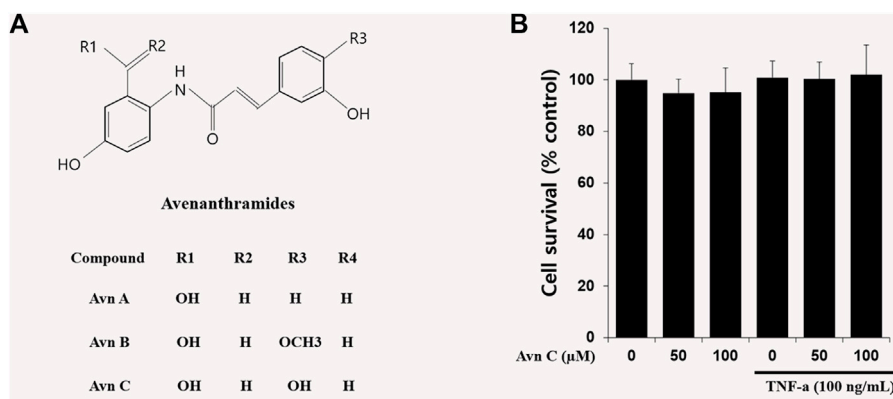 A
R1
R2
R3
H
N
O
OH
HO
Avenanthramides
Compound R1 R2 R3 R4
Avn A OH H H H
Avn B OH H OCH3 H
Avn C OH H OH H
B
Cell survival (% control)
120
100
80
60
40
20
0
Avn C (μM) 0 50 100 0 50 100
TNF-a (100 ng/mL)